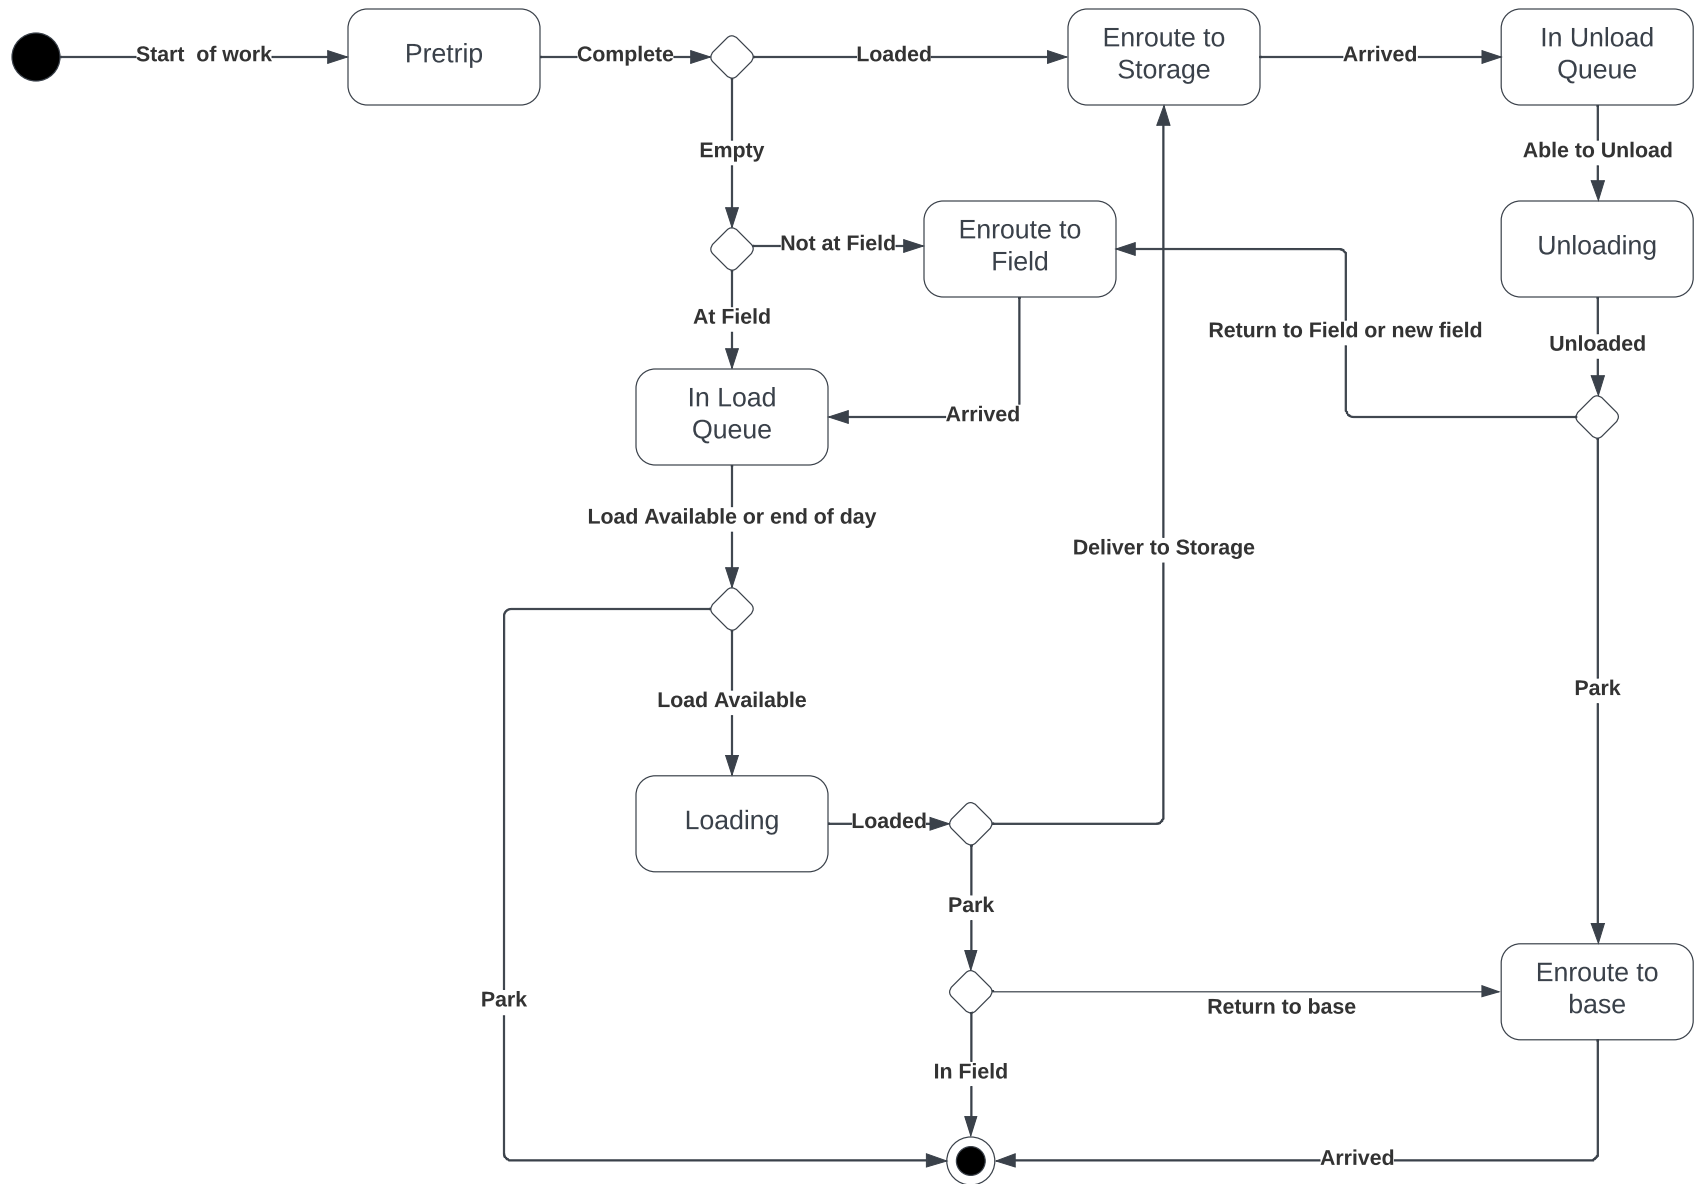 Start  of work
Pretrip
Complete
Loaded
Enroute to
Storage
Arrived
In Unload
Queue
Empty
Able to Unload
Not at Field
Enroute to
Field
Unloading
At Field
Return to Field or new field
Unloaded
In Load
Queue
Arrived
Load Available or end of day
Deliver to Storage
Load Available
Park
Loading
Loaded
Park
Enroute to
base
Park
Return to base
In Field
Arrived